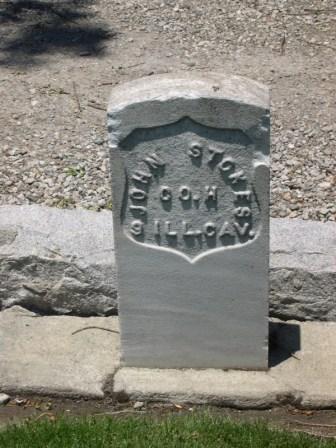 JOHN STOKES
CO. H
9 ILL. CAV.